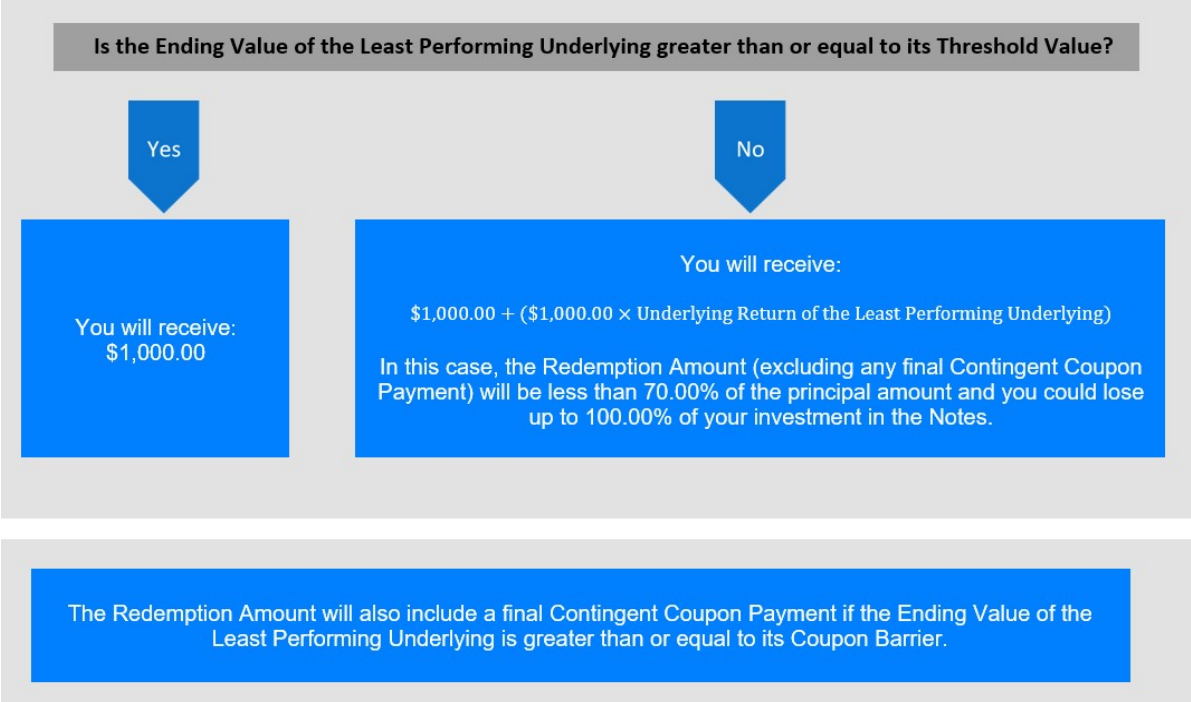 Is the Ending Value of the Least Performing Underlying greater than or equal to its Threshold Value?
Yes
No
You will receive:
$1,000.00
You will receive:
$1,000.00 + ($1,000.00 × Underlying Return of the Least Performing Underlying)
In this case, the Redemption Amount (excluding any final Contingent Coupon
Payment) will be less than 70.00% of the principal amount and you could lose
up to 100.00% of your investment in the Notes.
The Redemption Amount will also include a final Contingent Coupon Payment if the Ending Value of the
Least Performing Underlying is greater than or equal to its Coupon Barrier.